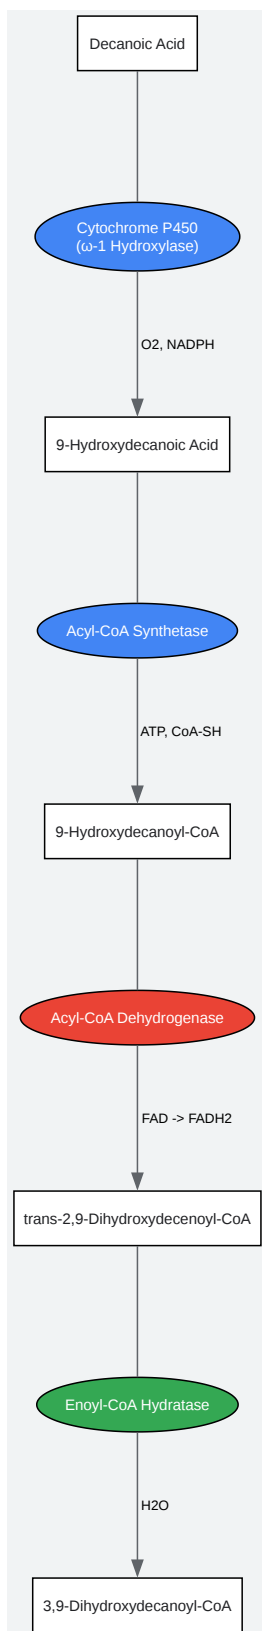 Decanoic Acid
Cytochrome P450
(ω-1 Hydroxylase)
O2, NADPH
9-Hydroxydecanoic Acid
Acyl-CoA Synthetase
ATP, CoA-SH
9-Hydroxydecanoyl-CoA
Acyl-CoA Dehydrogenase
FAD -> FADH2
trans-2,9-Dihydroxydecenoyl-CoA
Enoyl-CoA Hydratase
H2O
3,9-Dihydroxydecanoyl-CoA